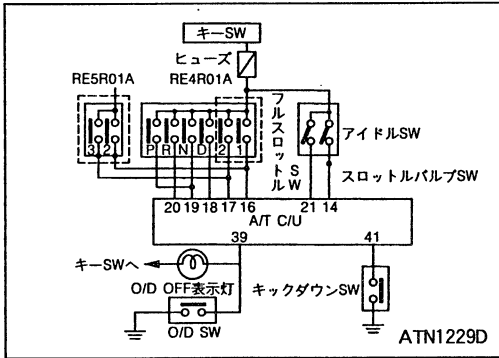 キーSW
ヒューズ
RE5R01A
RE4R01A
フルスロットル SW
アイドルSW
3 2
P R N D 2 1
スロットルバルブSW
20 19 18 17 16
21 14
A/T C/U
39
41
キーSWへ
O/D OFF表示灯
キックダウンSW
O/D SW
ATN1229D